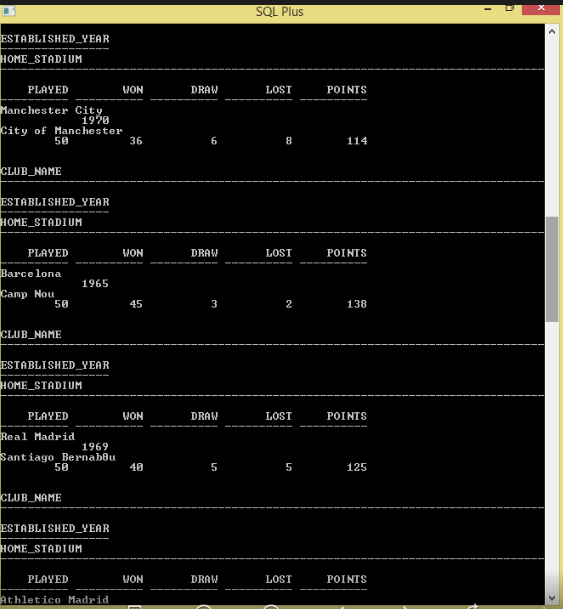 SQL Plus
ESTABLISHED_YEAR
HOME_STADIUM
PLAYED WON DRAW LOST POINTS
Manchester City
1970
City of Manchester
50 36 6 8 114
CLUB_NAME
ESTABLISHED_YEAR
HOME_STADIUM
PLAYED WON DRAW LOST POINTS
Barcelona
1965
Camp Nou
50 45 3 2 138
CLUB_NAME
ESTABLISHED_YEAR
HOME_STADIUM
PLAYED WON DRAW LOST POINTS
Real Madrid
1969
Santiago
50 40 5 5 125
CLUB_NAME
ESTABLISHED_YEAR
HOME_STADIUM
PLAYED WON DRAW LOST POINTS
Athletico Madrid